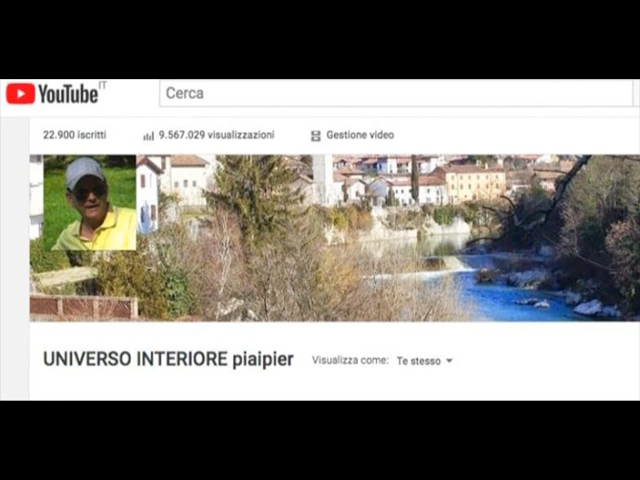 YouTube IT
Cerca
22.900 iscritti 9.567.029 visualizzazioni Gestione video
UNIVERSO INTERIORE piaipier Visualizza come: Te stesso